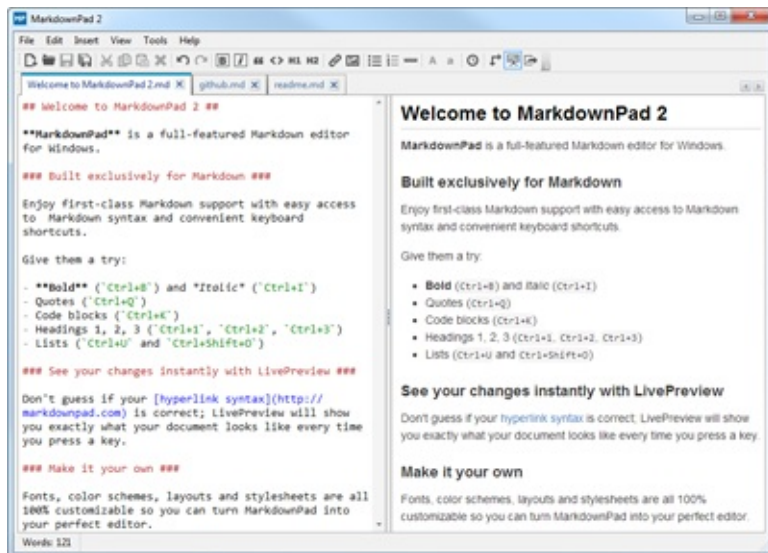 MarkdownPad 2
File Edit Insert View Tools Help
B I H1 H2 A a
Welcome to MarkdownPad 2.md github.md readme.md
## Welcome to MarkdownPad 2 ##
**MarkdownPad** is a full-featured Markdown editor
for Windows.
### Built exclusively for Markdown ###
Enjoy first-class Markdown support with easy access
to  Markdown syntax and convenient keyboard
shortcuts.
Give them a try:
- **Bold** (`Ctrl+B`) and *Italic* (`Ctrl+I`)
- Quotes (`Ctrl+Q`)
- Code blocks (`Ctrl+K`)
- Headings 1, 2, 3 (`Ctrl+1`, `Ctrl+2`, `Ctrl+3`)
- Lists (`Ctrl+U` and `Ctrl+Shift+O`)
### See your changes instantly with LivePreview ###
Don't guess if your [hyperlink syntax](http://
markdownpad.com) is correct; LivePreview will show
you exactly what your document looks like every time
you press a key.
### Make it your own ###
Fonts, color schemes, layouts and stylesheets are all
100% customizable so you can turn MarkdownPad into
your perfect editor.
Welcome to MarkdownPad 2
MarkdownPad is a full-featured Markdown editor for Windows.
Built exclusively for Markdown
Enjoy first-class Markdown support with easy access to Markdown
syntax and convenient keyboard shortcuts.
Give them a try:
• Bold (Ctrl+B) and Italic (Ctrl+I)
• Quotes (Ctrl+Q)
• Code blocks (Ctrl+K)
• Headings 1, 2, 3 (Ctrl+1, Ctrl+2, Ctrl+3)
• Lists (Ctrl+U and Ctrl+Shift+O)
See your changes instantly with LivePreview
Don't guess if your hyperlink syntax is correct; LivePreview will show
you exactly what your document looks like every time you press a key.
Make it your own
Fonts, color schemes, layouts and stylesheets are all 100%
customizable so you can turn MarkdownPad into your perfect editor.
Words: 121